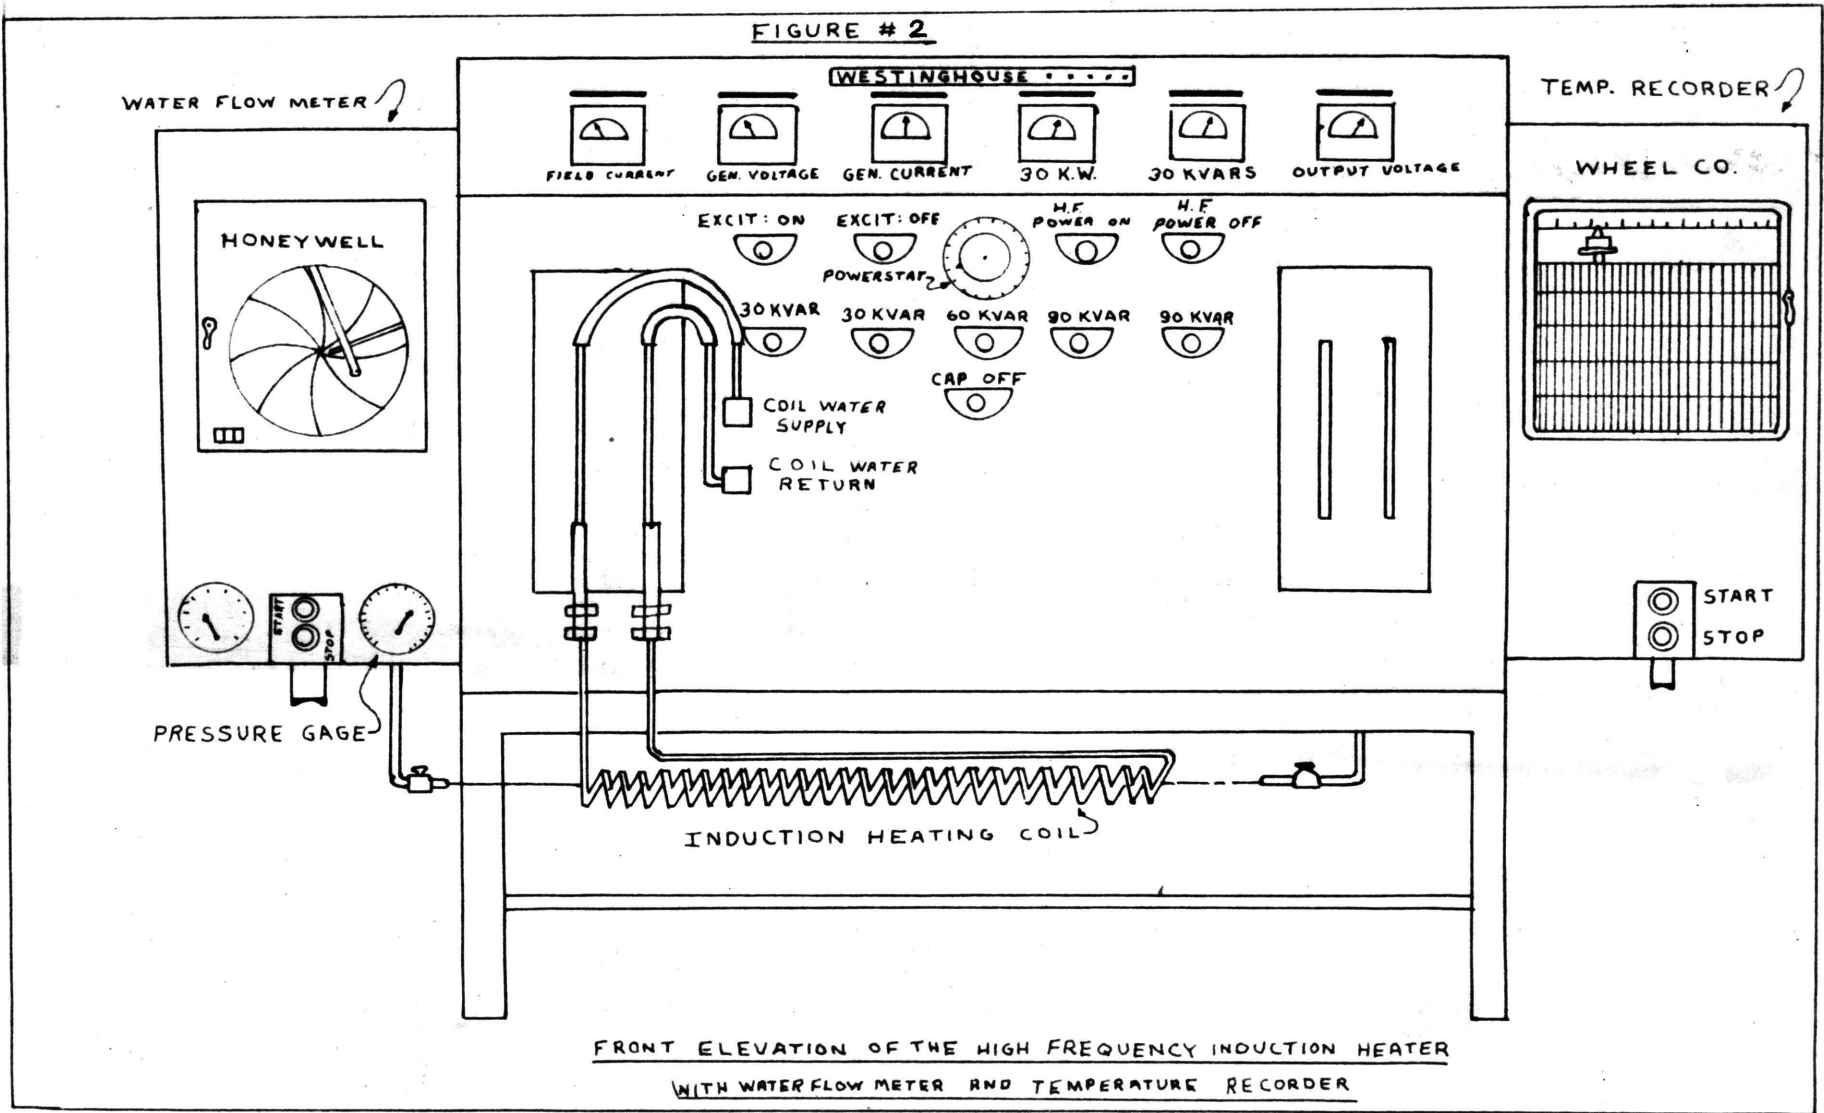 FIGURE # 2
WESTINGHOUSE
WATER FLOW METER
TEMP. RECORDER
FIELD CURRENT
GEN. VOLTAGE
GEN. CURRENT
30 K.W.
30 KVARS
OUTPUT VOLTAGE
WHEEL CO.
HONEYWELL
EXCIT: ON
EXCIT: OFF
H.F.
POWER ON
H.F.
POWER OFF
POWERSTAT
30 KVAR
30 KVAR
60 KVAR
90 KVAR
90 KVAR
CAP OFF
COIL WATER
SUPPLY
COIL WATER
RETURN
START
STOP
START
STOP
PRESSURE GAGE
INDUCTION HEATING COIL
FRONT ELEVATION OF THE HIGH FREQUENCY INDUCTION HEATER
WITH WATER FLOW METER AND TEMPERATURE RECORDER